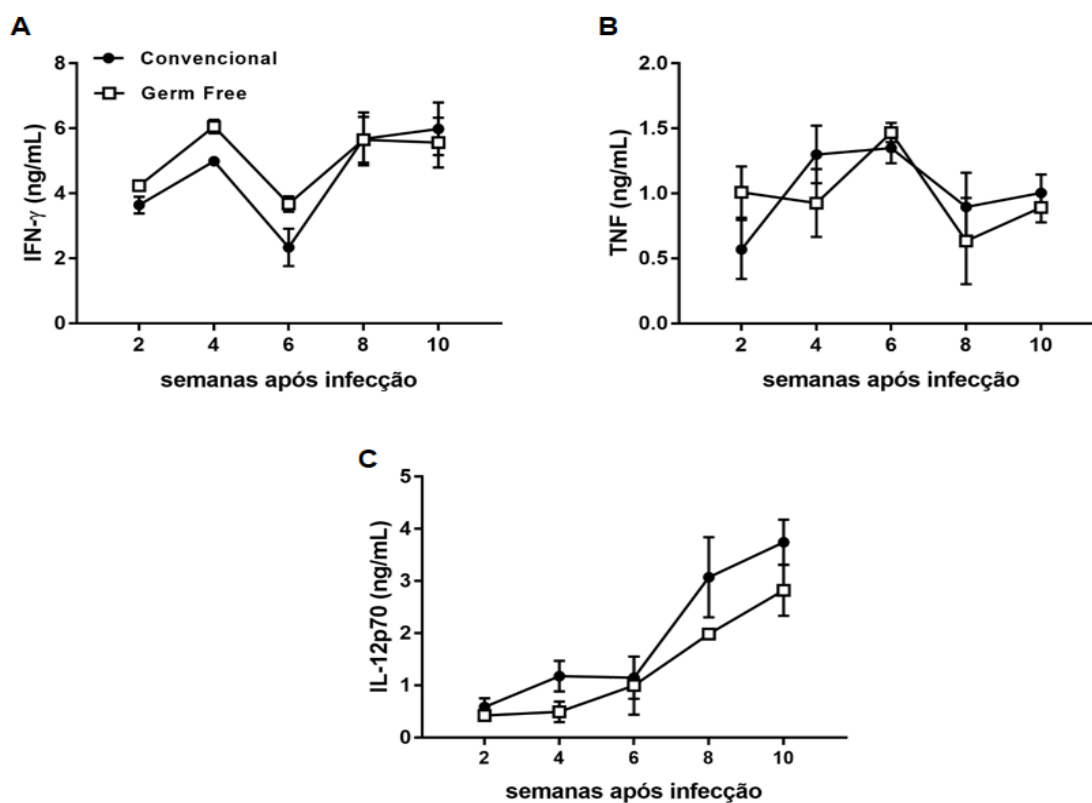 A
IFN-γ (ng/mL)
8
6
4
2
0
Convencional
Germ Free
2 4 6 8 10
semanas após infecção
B
TNF (ng/mL)
2.0
1.5
1.0
0.5
0.0
2 4 6 8 10
semanas após infecção
C
IL-12p70 (ng/mL)
5
4
3
2
1
0
2 4 6 8 10
semanas após infecção